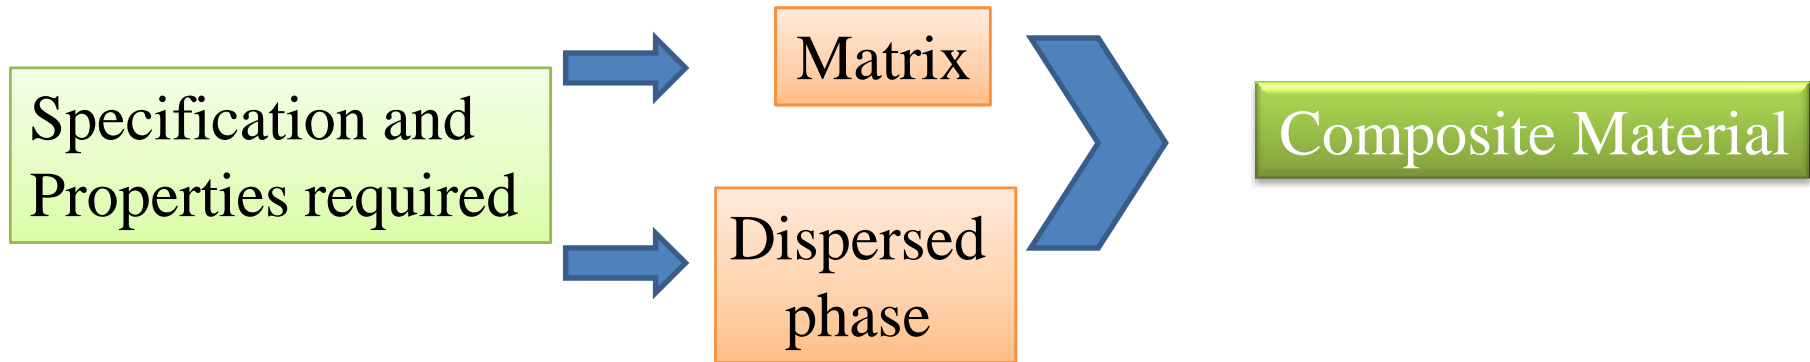 Specification and
Properties required
Matrix
Dispersed
phase
Composite Material